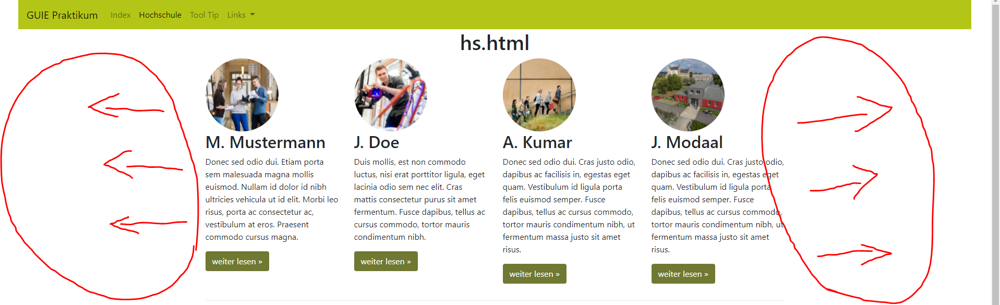 GUIE Praktikum Index Hochschule Tool Tip Links
hs.html
M. Mustermann
Donec sed odio dui. Etiam porta
sem malesuada magna mollis
euismod. Nullam id dolor id nibh
ultricies vehicula ut id elit. Morbi leo
risus, porta ac consectetur ac,
vestibulum at eros. Praesent
commodo cursus magna.
weiter lesen »
J. Doe
Duis mollis, est non commodo
luctus, nisi erat porttitor ligula, eget
lacinia odio sem nec elit. Cras
mattis consectetur purus sit amet
fermentum. Fusce dapibus, tellus ac
cursus commodo, tortor mauris
condimentum nibh.
weiter lesen »
A. Kumar
Donec sed odio dui. Cras justo odio,
dapibus ac facilisis in, egestas eget
quam. Vestibulum id ligula porta
felis euismod semper. Fusce
dapibus, tellus ac cursus commodo,
tortor mauris condimentum nibh, ut
fermentum massa justo sit amet
risus.
weiter lesen »
J. Modaal
Donec sed odio dui. Cras justo odio,
dapibus ac facilisis in, egestas eget
quam. Vestibulum id ligula porta
felis euismod semper. Fusce
dapibus, tellus ac cursus commodo,
tortor mauris condimentum nibh, ut
fermentum massa justo sit amet
risus.
weiter lesen »